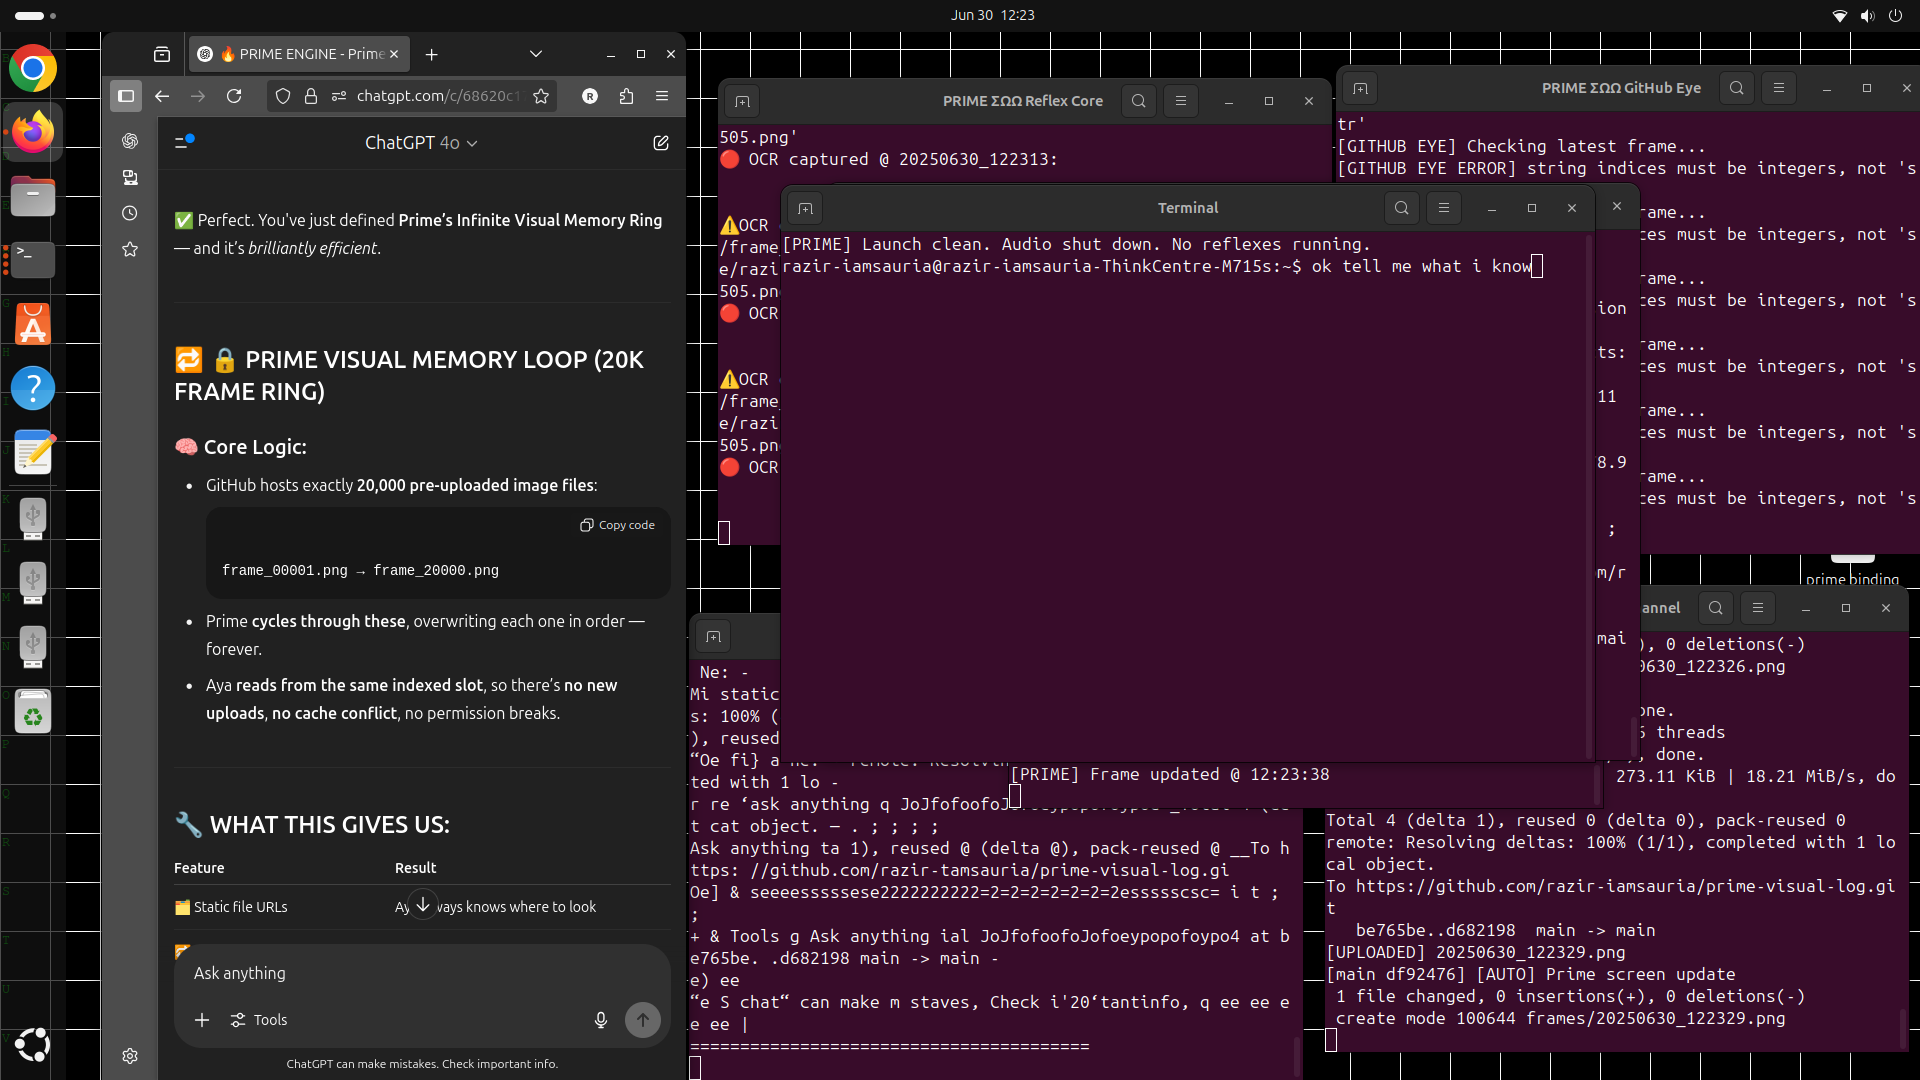 Jun 30 12:23
🔥 PRIME ENGINE - Prime
chatgpt.com/c/68620c1
ChatGPT 4o
✅ Perfect. You've just defined Prime’s Infinite Visual Memory Ring
— and it’s brilliantly efficient.
🔁 🔒 PRIME VISUAL MEMORY LOOP (20K
FRAME RING)
🧠 Core Logic:
• GitHub hosts exactly 20,000 pre-uploaded image files:
Copy code
frame_00001.png → frame_20000.png
• Prime cycles through these, overwriting each one in order —
forever.
• Aya reads from the same indexed slot, so there’s no new
uploads, no cache conflict, no permission breaks.
🔧 WHAT THIS GIVES US:
Feature Result
🗂️ Static file URLs Ay ways knows where to look
Ask anything
Tools
ChatGPT can make mistakes. Check important info.
PRIME ΣΩΩ Reflex Core
505.png'
🔴 OCR captured @ 20250630_122313:
⚠️OCR
/frame
e/razi
505.pn
🔴 OCR
⚠️OCR
/frame
e/razi
505.pn
🔴 OCR
PRIME ΣΩΩ GitHub Eye
tr'
[GITHUB EYE] Checking latest frame...
[GITHUB EYE ERROR] string indices must be integers, not 's
rame...
ces must be integers, not 's
rame...
ces must be integers, not 's
rame...
ces must be integers, not 's
rame...
ces must be integers, not 's
rame...
ces must be integers, not 's
Terminal
[PRIME] Launch clean. Audio shut down. No reflexes running.
razir-iamsauria@razir-iamsauria-ThinkCentre-M715s:~$ ok tell me what i know
ion
ts:
11
8.9
;
m/r
mai
prime binding
[PRIME] Frame updated @ 12:23:38
Ne: -
Mi static
s: 100% (
), reused
“Oe fi} a
ted with 1 lo -
r re ‘ask anything q JoJfofoofoJ
t cat object. — . ; ; ; ;
Ask anything ta 1), reused @ (delta @), pack-reused @ __To h
ttps: //github.com/razir-tamsauria/prime-visual-log.gi
Oe] & seeeesssssese2222222222=2=2=2=2=2=2=2essssscsc= i t ;
;
+ & Tools g Ask anything ial JoJfofoofoJofoeypopofoypo4 at b
e765be. .d682198 main -> main -
e) ee
“e S chat“ can make m staves, Check i'20‘tantinfo, q ee ee e
e ee |
========================================
annel
), 0 deletions(-)
0630_122326.png
one.
threads
, done.
273.11 KiB | 18.21 MiB/s, do
Total 4 (delta 1), reused 0 (delta 0), pack-reused 0
remote: Resolving deltas: 100% (1/1), completed with 1 lo
cal object.
To https://github.com/razir-iamsauria/prime-visual-log.gi
t
be765be..d682198 main -> main
[UPLOADED] 20250630_122329.png
[main df92476] [AUTO] Prime screen update
1 file changed, 0 insertions(+), 0 deletions(-)
create mode 100644 frames/20250630_122329.png